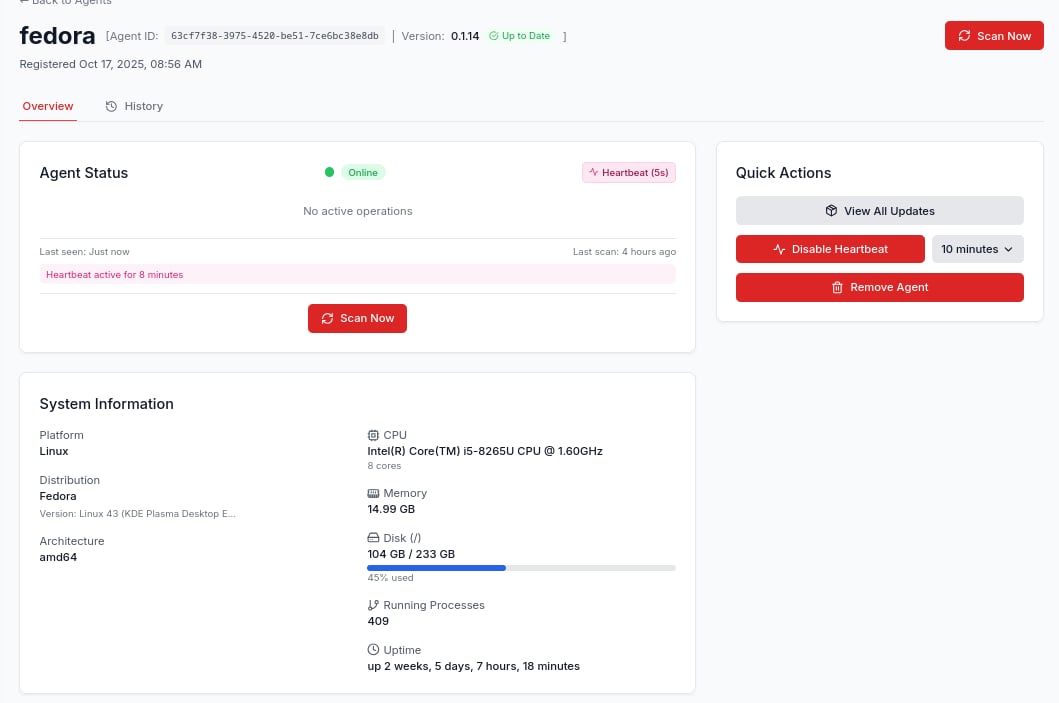 ← Back to Agents
fedora [Agent ID: 63cf7f38-3975-4520-be51-7ce6bc38e8db | Version: 0.1.14 Up to Date ]
Scan Now
Registered Oct 17, 2025, 08:56 AM
Overview
History
Agent Status
Online
Heartbeat (5s)
No active operations
Last seen: Just now
Last scan: 4 hours ago
Heartbeat active for 8 minutes
Scan Now
Quick Actions
View All Updates
Disable Heartbeat
10 minutes
Remove Agent
System Information
Platform
Linux
Distribution
Fedora
Version: Linux 43 (KDE Plasma Desktop E...
Architecture
amd64
CPU
Intel(R) Core(TM) i5-8265U CPU @ 1.60GHz
8 cores
Memory
14.99 GB
Disk (/)
104 GB / 233 GB
45% used
Running Processes
409
Uptime
up 2 weeks, 5 days, 7 hours, 18 minutes